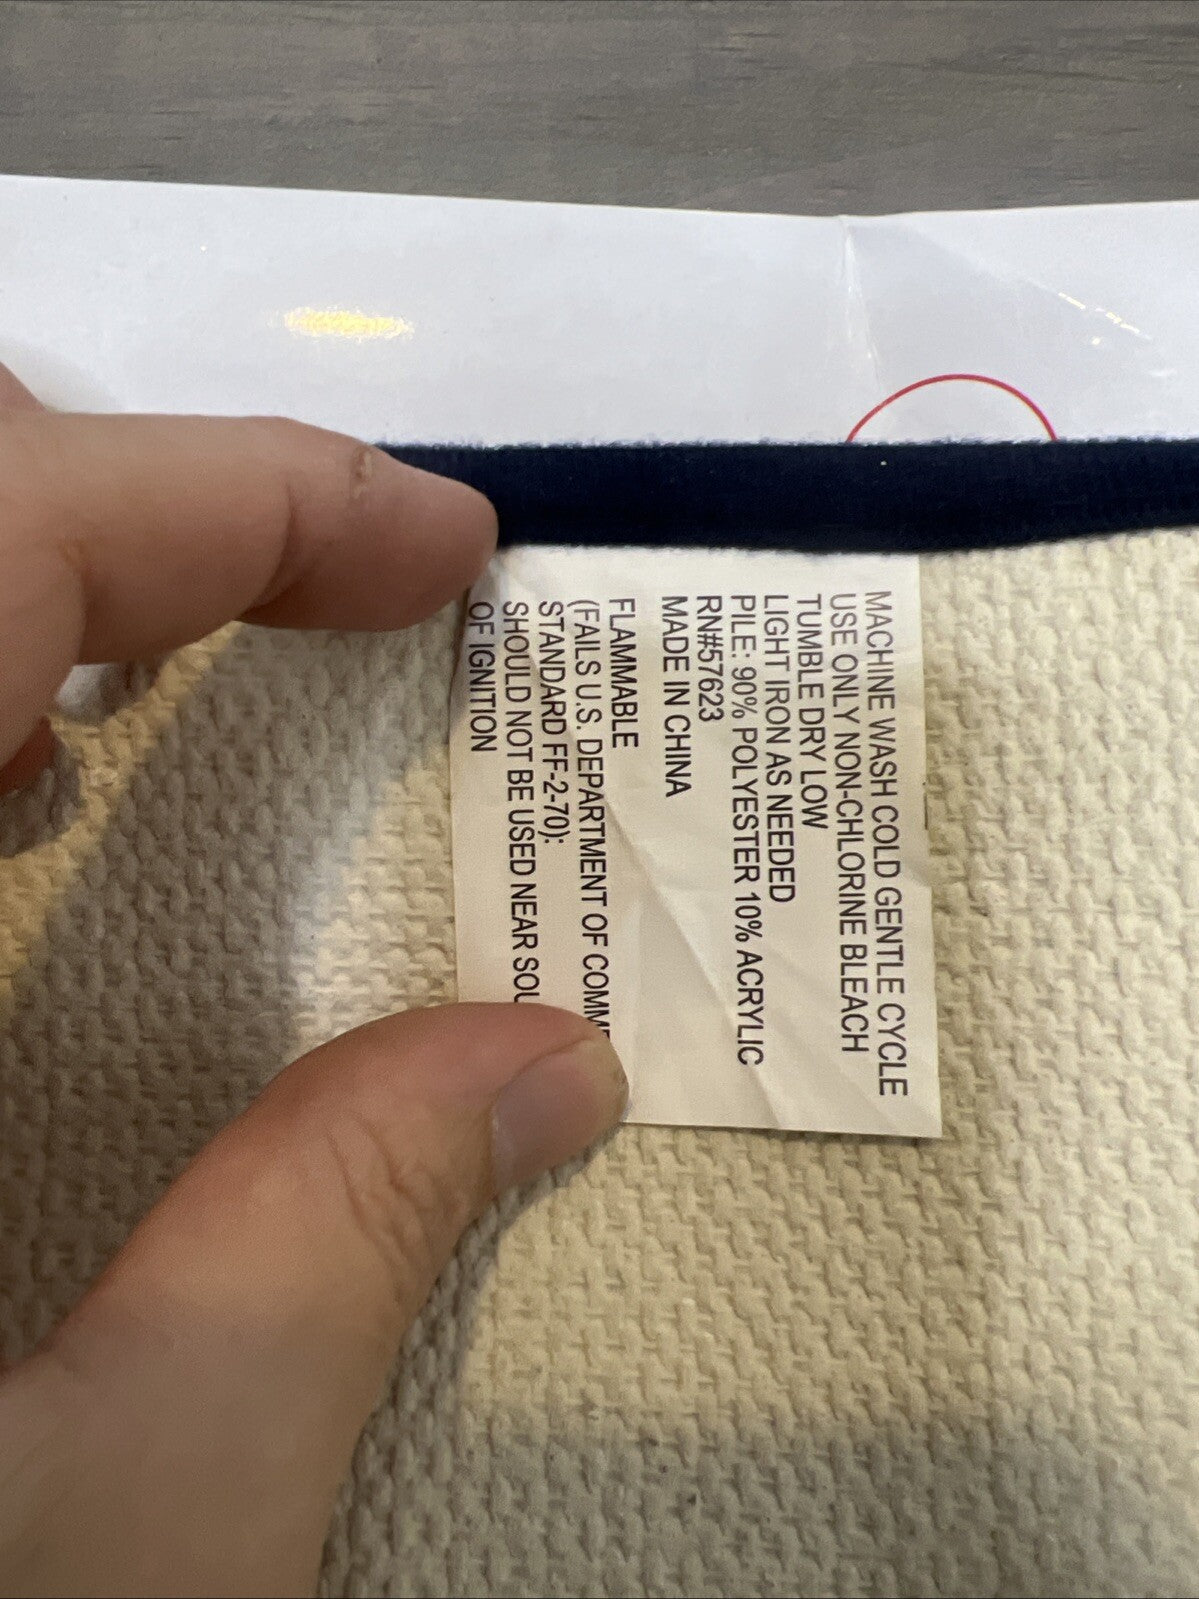 MACHINE WASH COLD GENTLE CYCLE
USE ONLY NON-CHLORINE BLEACH
TUMBLE DRY LOW
LIGHT IRON AS NEEDED
PILE: 90% POLYESTER 10% ACRYLIC
RN#57623
MADE IN CHINA
FLAMMABLE
(FAILS U.S. DEPARTMENT OF
STANDARD FF-2-70):
SHOULD NOT BE USED NEAR
OF IGNITION